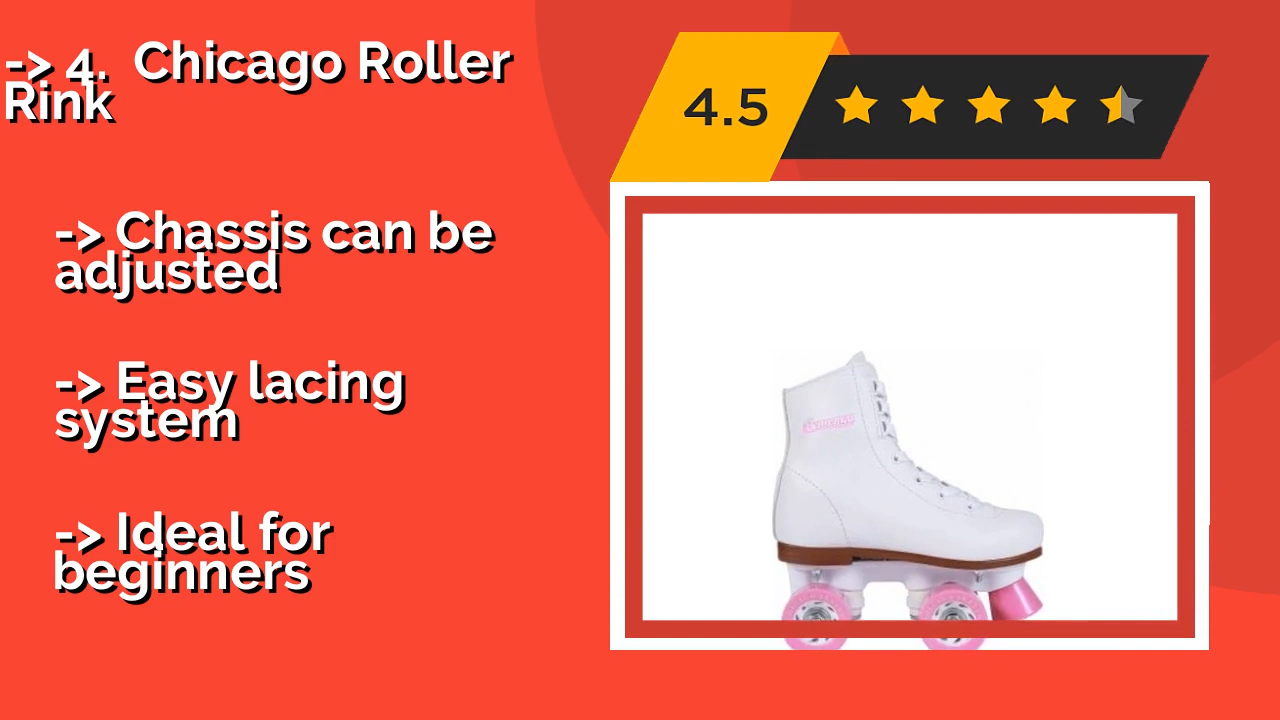 -> 4.  Chicago Roller
Rink
4.5
-> Chassis can be
adjusted
-> Easy lacing
system
-> Ideal for
beginners